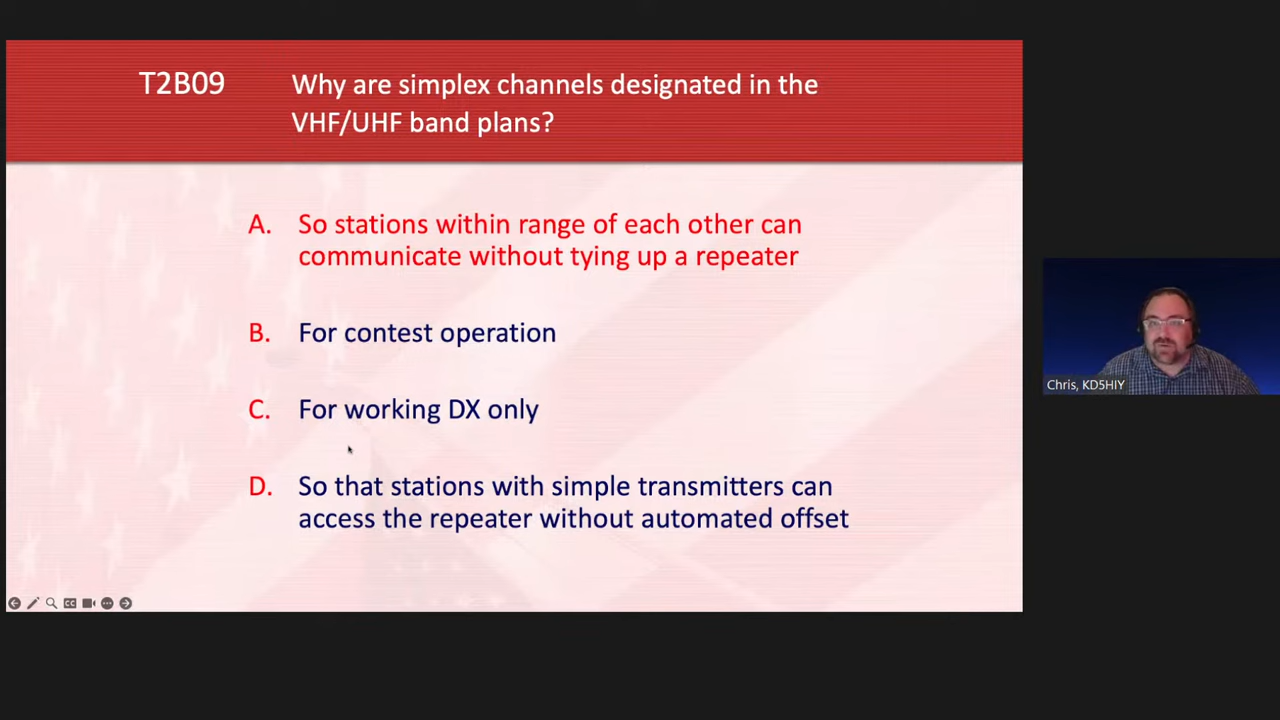 T2B09 Why are simplex channels designated in the
VHF/UHF band plans?
A. So stations within range of each other can
communicate without tying up a repeater
B. For contest operation
C. For working DX only
D. So that stations with simple transmitters can
access the repeater without automated offset
Chris, KD5HIY